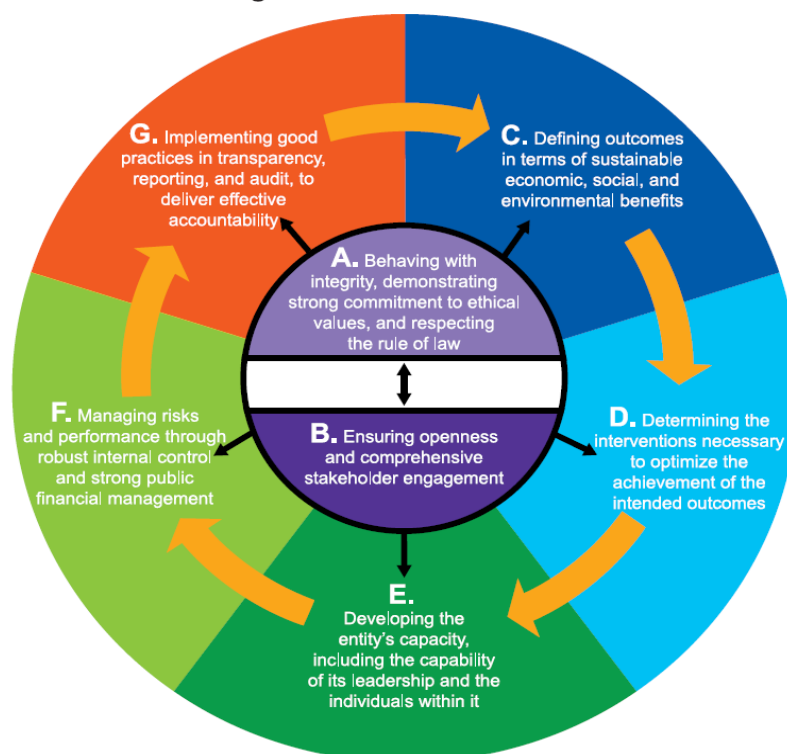 G. Implementing good
practices in transparency,
reporting, and audit, to
deliver effective
accountability
C. Defining outcomes
in terms of sustainable
economic, social, and
environmental benefits
A. Behaving with
integrity, demonstrating
strong commitment to ethical
values, and respecting
the rule of law
B. Ensuring openness
and comprehensive
stakeholder engagement
D. Determining the
interventions necessary
to optimize the
achievement of the
intended outcomes
E.
Developing the
entity's capacity,
including the capability
of its leadership and the
individuals within it
F. Managing risks
and performance through
robust internal control
and strong public
financial management